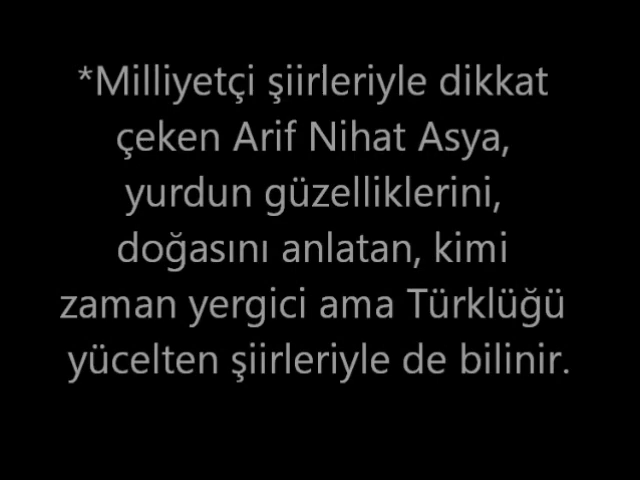 *Milliyetçi şiirleriyle dikkat
çeken Arif Nihat Asya,
yurdun güzelliklerini,
doğasını anlatan, kimi
zaman yergici ama Türklüğü
yücelten şiirleriyle de bilinir.